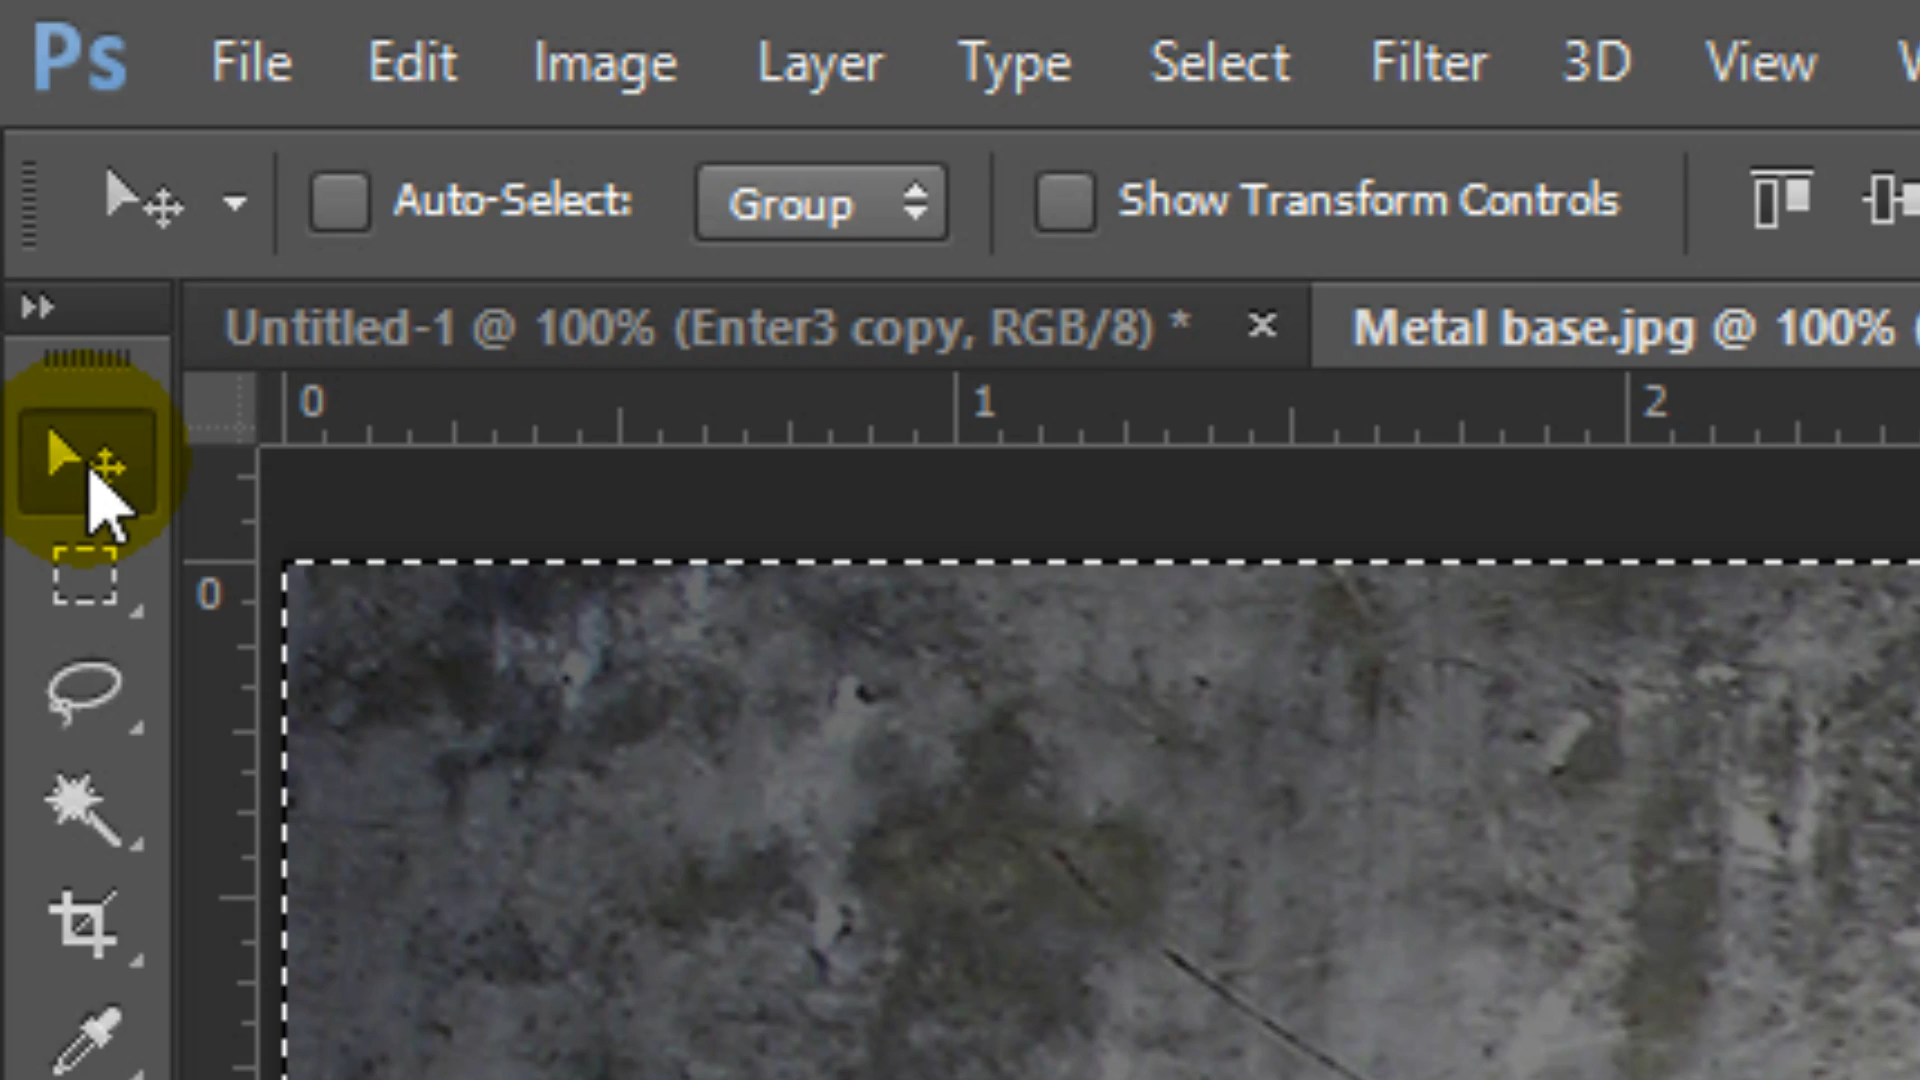 Ps File Edit Image Layer Type Select Filter 3D View
Auto-Select: Group Show Transform Controls
Untitled-1 @ 100% (Enter3 copy, RGB/8) * × Metal base.jpg @ 100% (
0 1 2
0